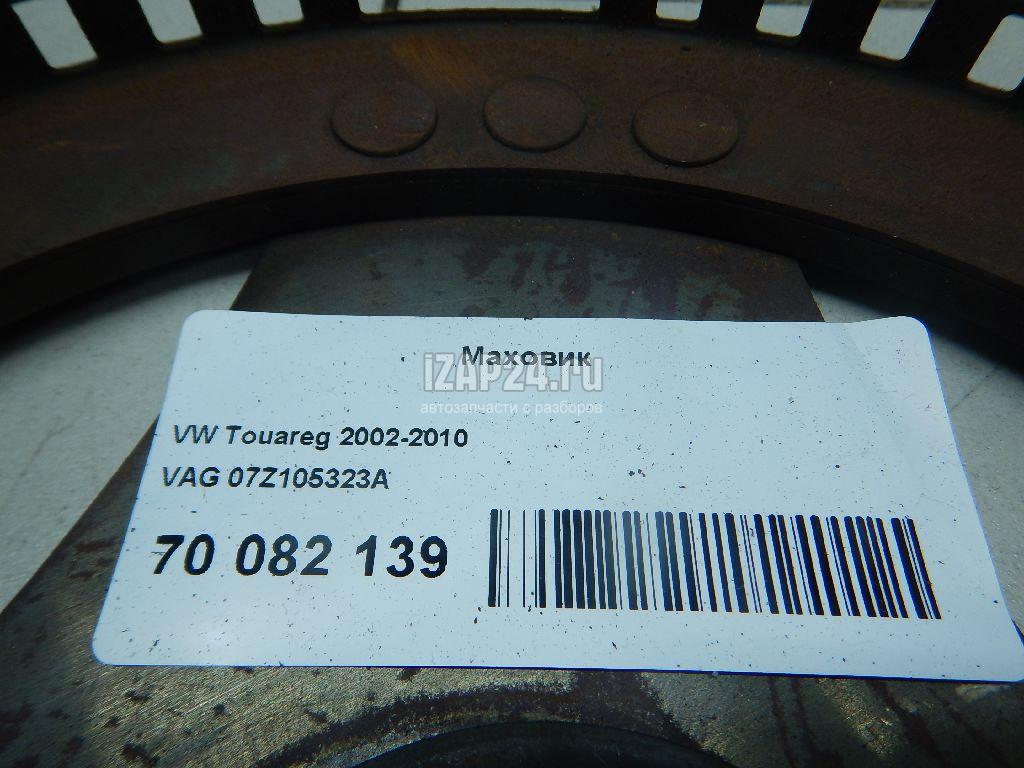 Маховик
iZAP24.ru
автозапчасти с разборов
VW Touareg 2002-2010
VAG 07Z105323A
70 082 139